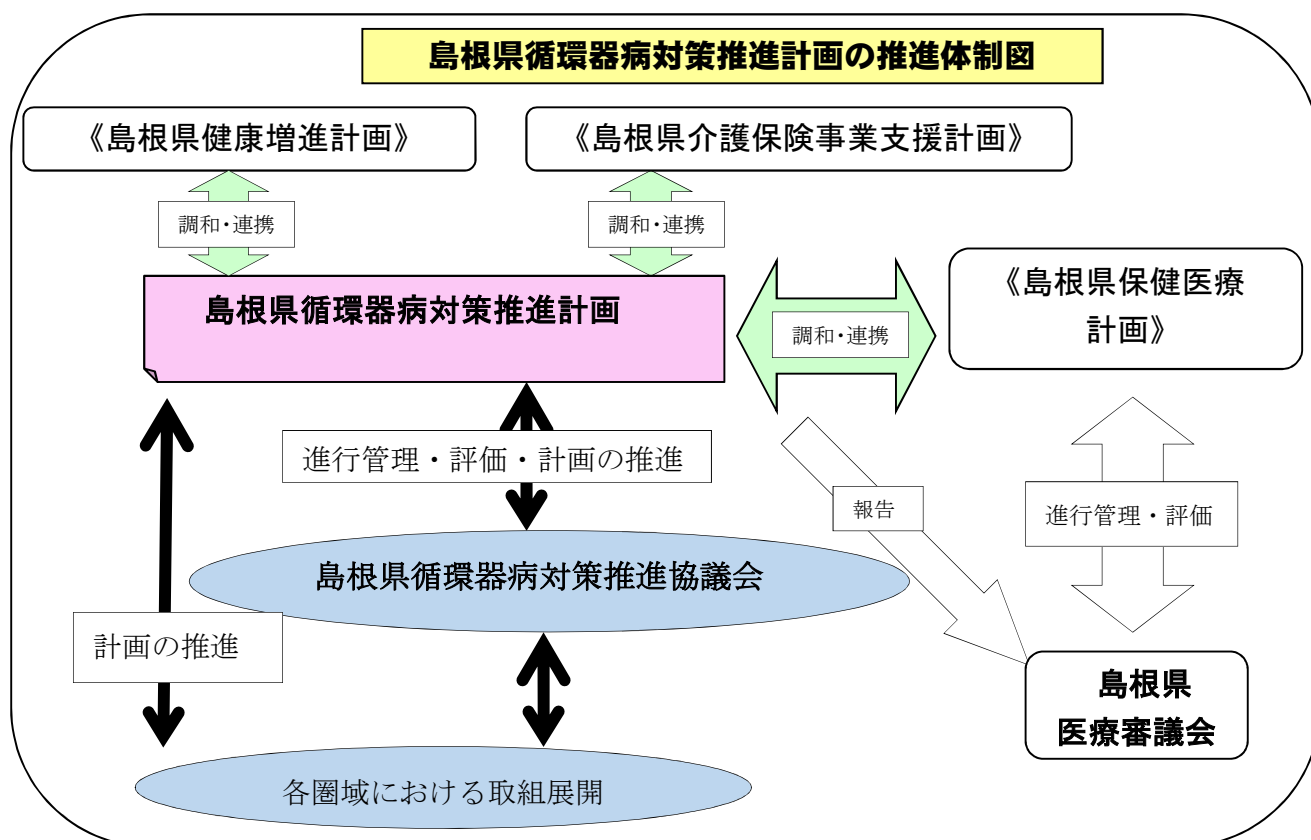 島根県循環器病対策推進計画の推進体制図
《島根県健康増進計画》
《島根県介護保険事業支援計画》
調和・連携
調和・連携
島根県循環器病対策推進計画
調和・連携
《島根県保健医療
計画》
進行管理・評価・計画の推進
報告
進行管理・評価
島根県循環器病対策推進協議会
計画の推進
島根県
医療審議会
各圏域における取組展開